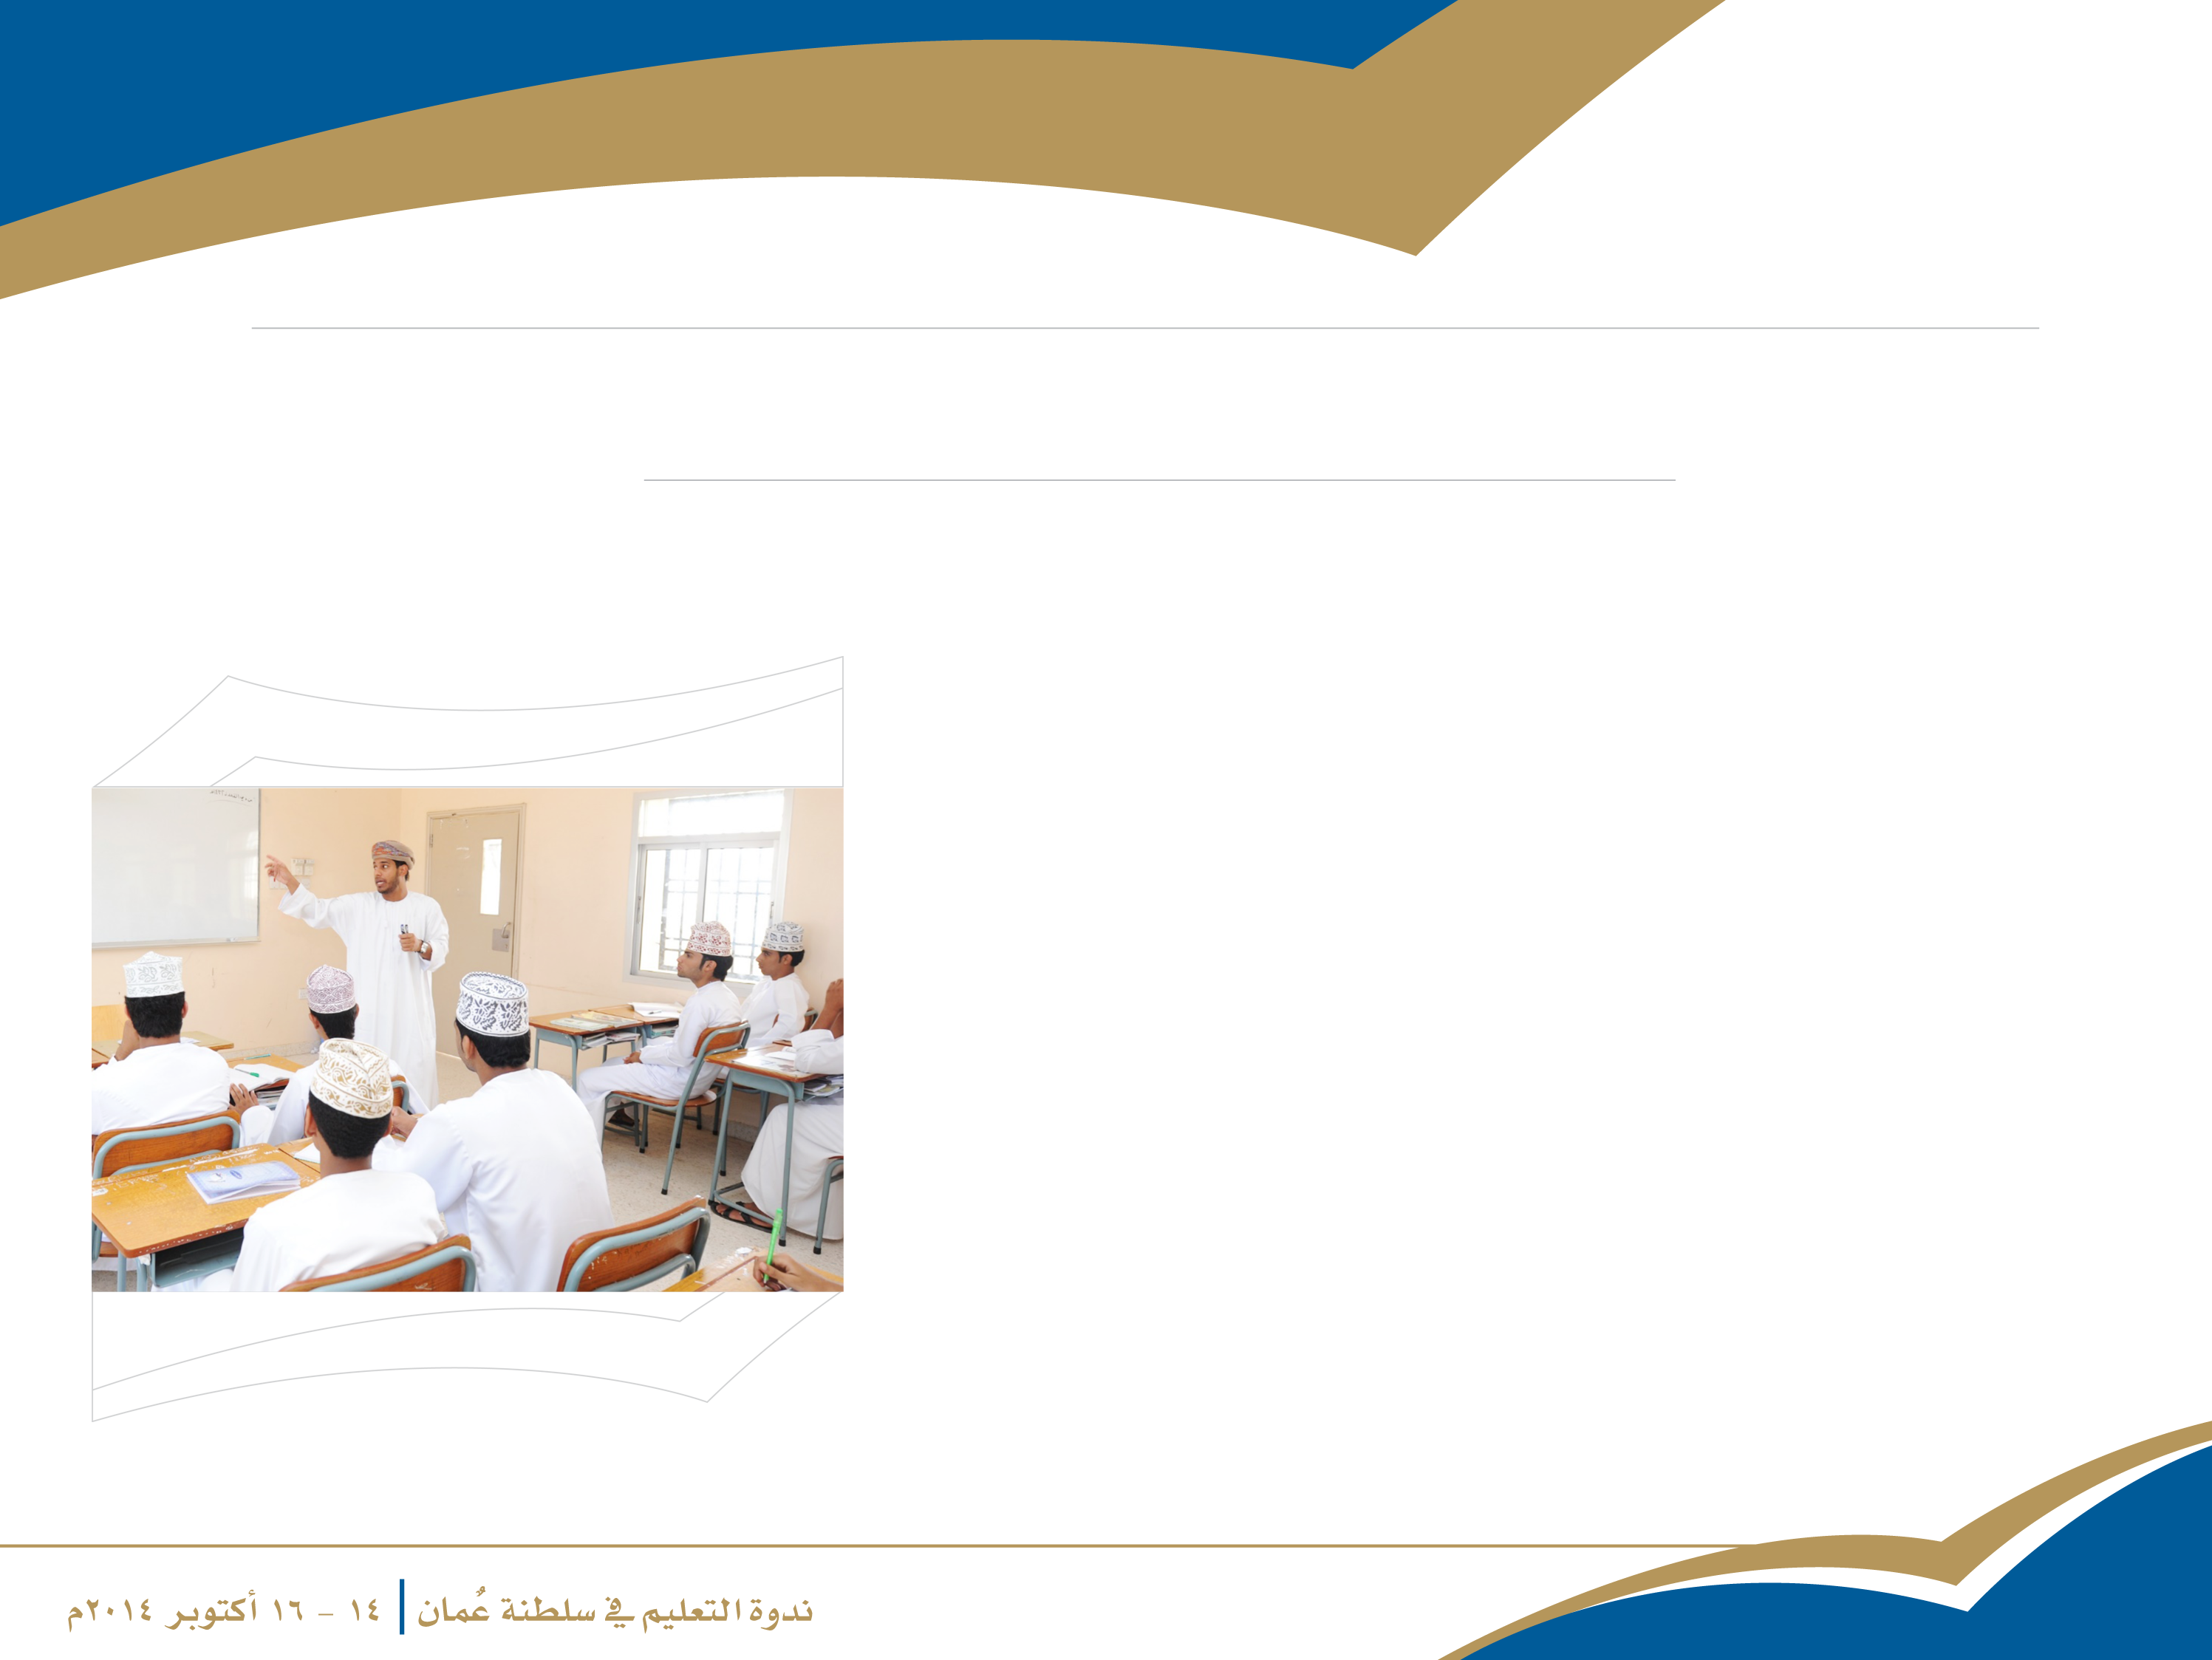 ندوة التعليم في سلطنة عُمان | ١٤ - ١٦ أكتوبر ٢٠١٤م